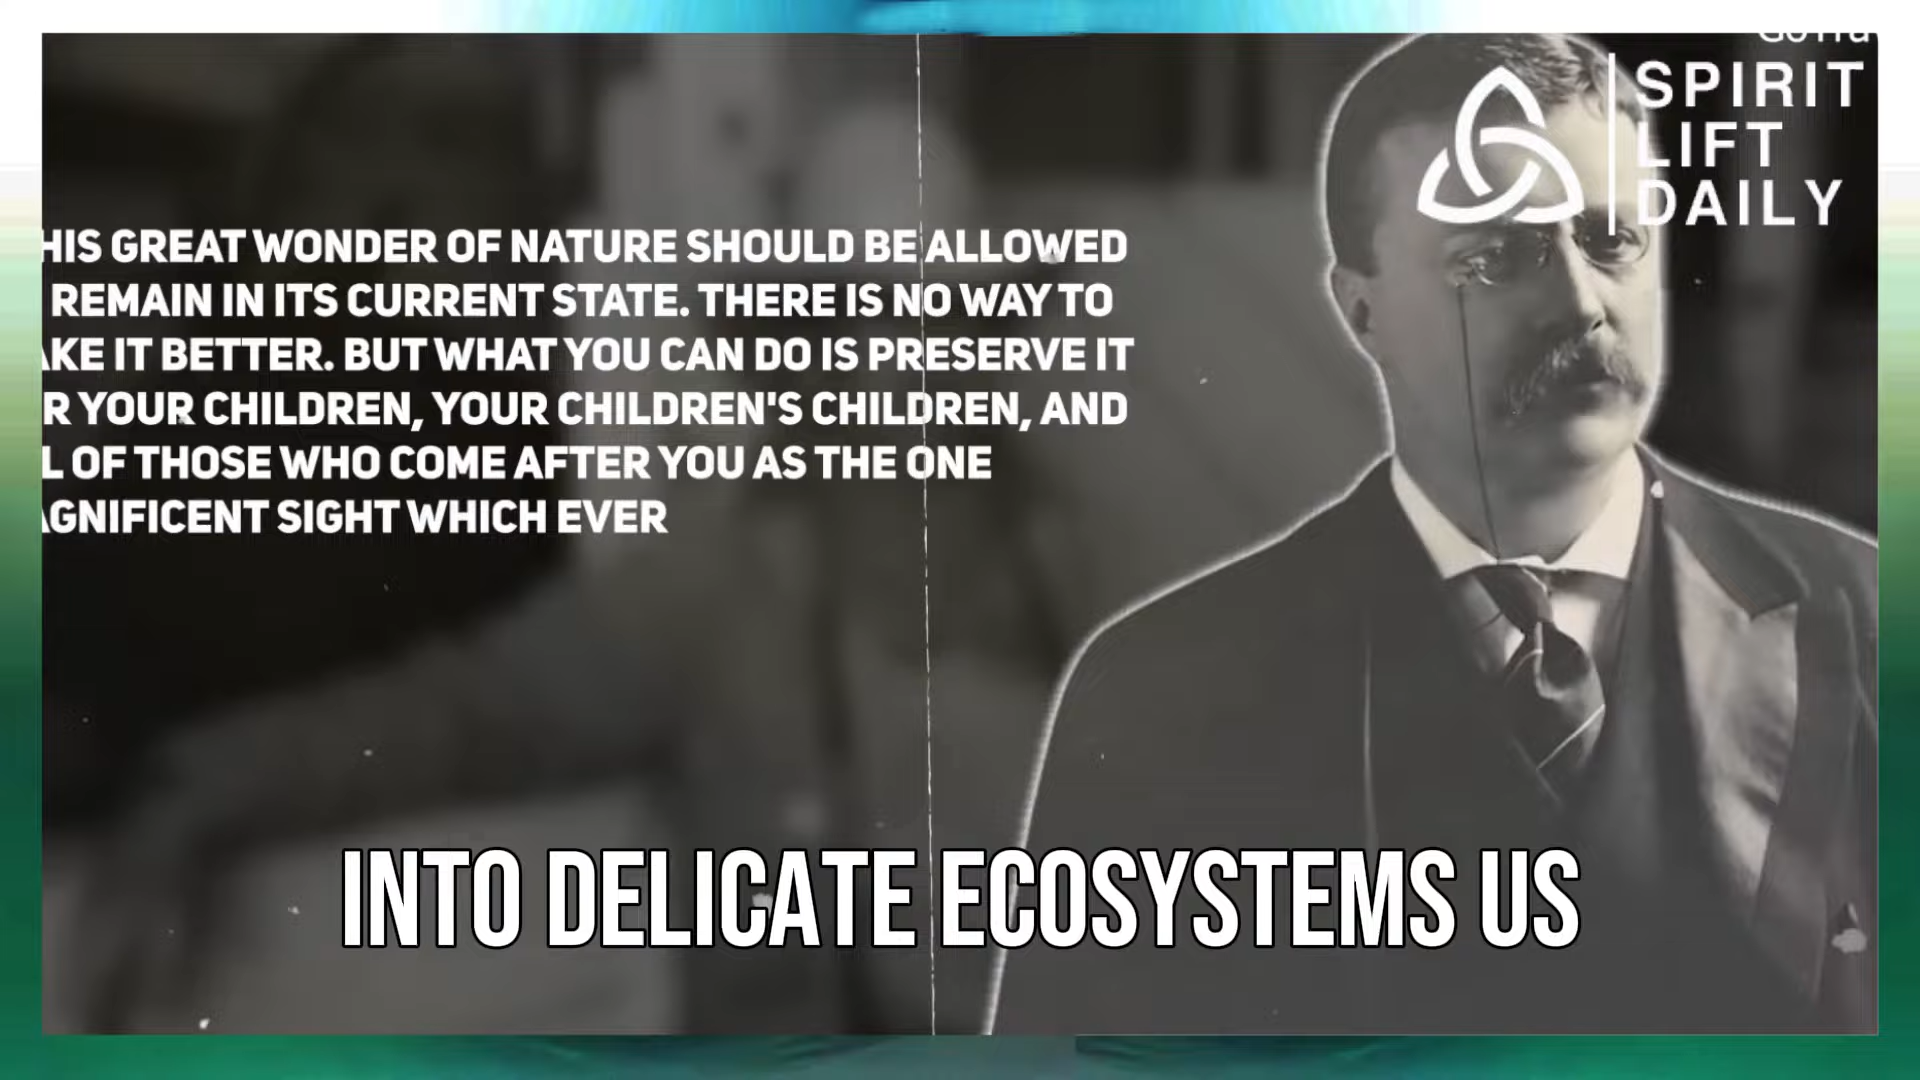 SPIRIT
LIFT
DAILY
HIS GREAT WONDER OF NATURE SHOULD BE ALLOWED
REMAIN IN ITS CURRENT STATE. THERE IS NO WAY TO
AKE IT BETTER. BUT WHAT YOU CAN DO IS PRESERVE IT
R YOUR CHILDREN, YOUR CHILDREN'S CHILDREN, AND
L OF THOSE WHO COME AFTER YOU AS THE ONE
AGNIFICENT SIGHT WHICH EVER
INTO DELICATE ECOSYSTEMS US